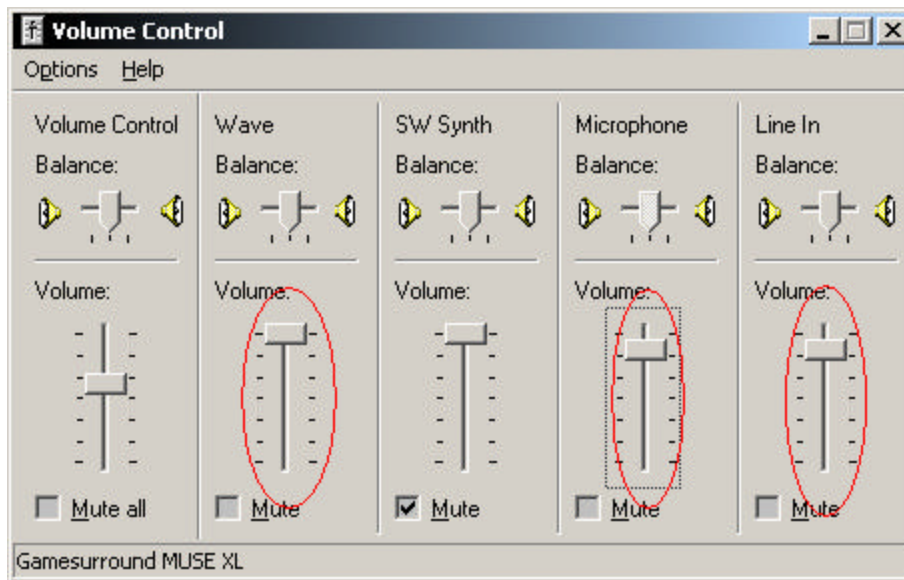 Volume Control
Options Help
Volume Control Wave SW Synth Microphone Line In
Balance: Balance: Balance: Balance: Balance:
Volume: Volume: Volume: Volume: Volume:
Mute all Mute Mute Mute Mute
Gamesurround MUSE XL